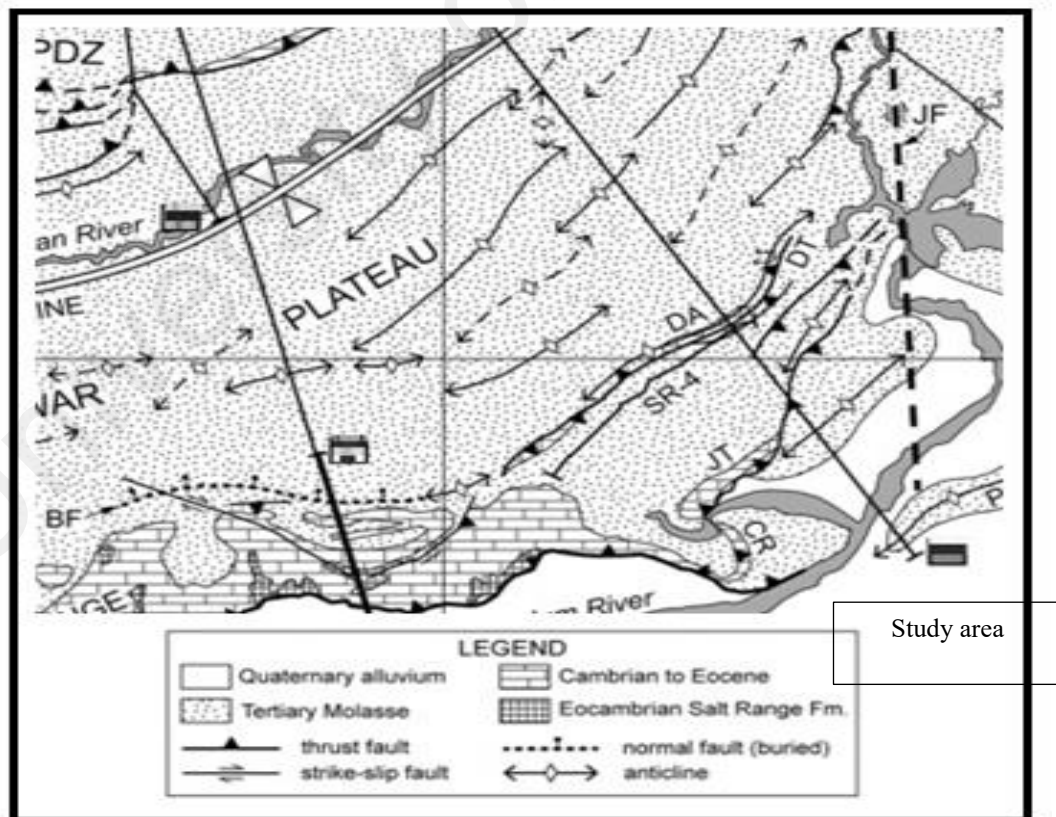 PDZ
JF
an River
PLATEAU
INE
DT
DA
WAR
SR-4
JT
BF
CR
P
River
Study area
LEGEND
Quaternary alluvium
Cambrian to Eocene
Tertiary Molasse
Eocambrian Salt Range Fm.
thrust fault
normal fault (buried)
strike-slip fault
anticline